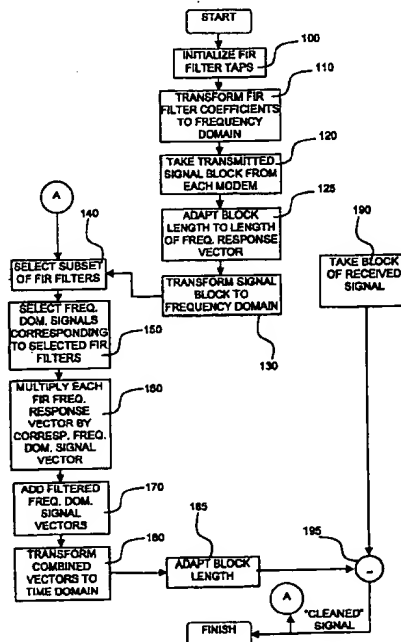 START
100
INITIALIZE FIR
FILTER TAPS
110
TRANSFORM FIR
FILTER COEFFICIENTS
TO FREQUENCY
DOMAIN
120
TAKE TRANSMITTED
SIGNAL BLOCK FROM
EACH MODEM
125
ADAPT BLOCK
LENGTH TO LENGTH
OF FREQ. RESPONSE
VECTOR
TRANSFORM SIGNAL
BLOCK TO FREQUENCY
DOMAIN
130
A
140
SELECT SUBSET
OF FIR FILTERS
SELECT FREQ.
DOM. SIGNALS
CORRESPONDING
TO SELECTED FIR
FILTERS
150
MULTIPLY EACH
FIR FREQ.
RESPONSE
VECTOR BY
CORRESP. FREQ.
DOM. SIGNAL
VECTOR
160
ADD FILTERED
FREQ. DOM.
SIGNAL
VECTORS
170
TRANSFORM
COMBINED
VECTORS TO
TIME DOMAIN
180
185
ADAPT BLOCK
LENGTH
190
TAKE BLOCK
OF RECEIVED
SIGNAL
195
-
A
"CLEANED"
SIGNAL
FINISH